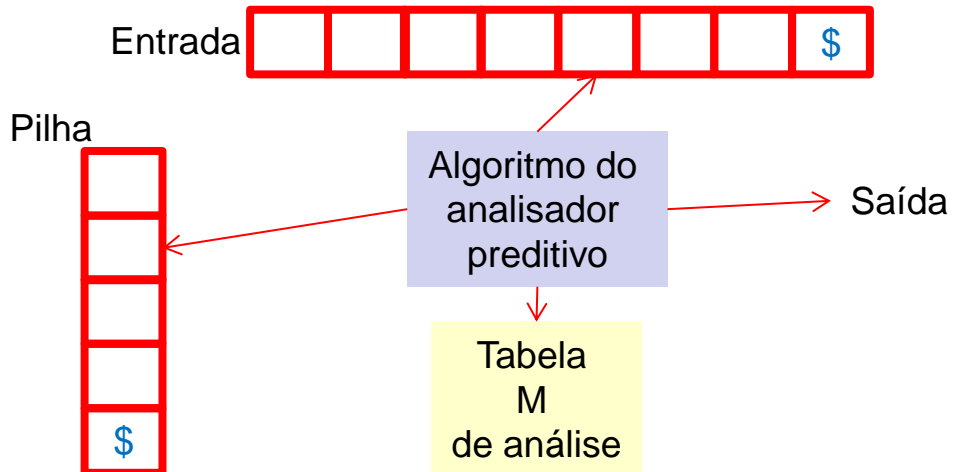 Entrada
$
Pilha
Algoritmo do
analisador
preditivo
Saída
Tabela
M
de análise
$